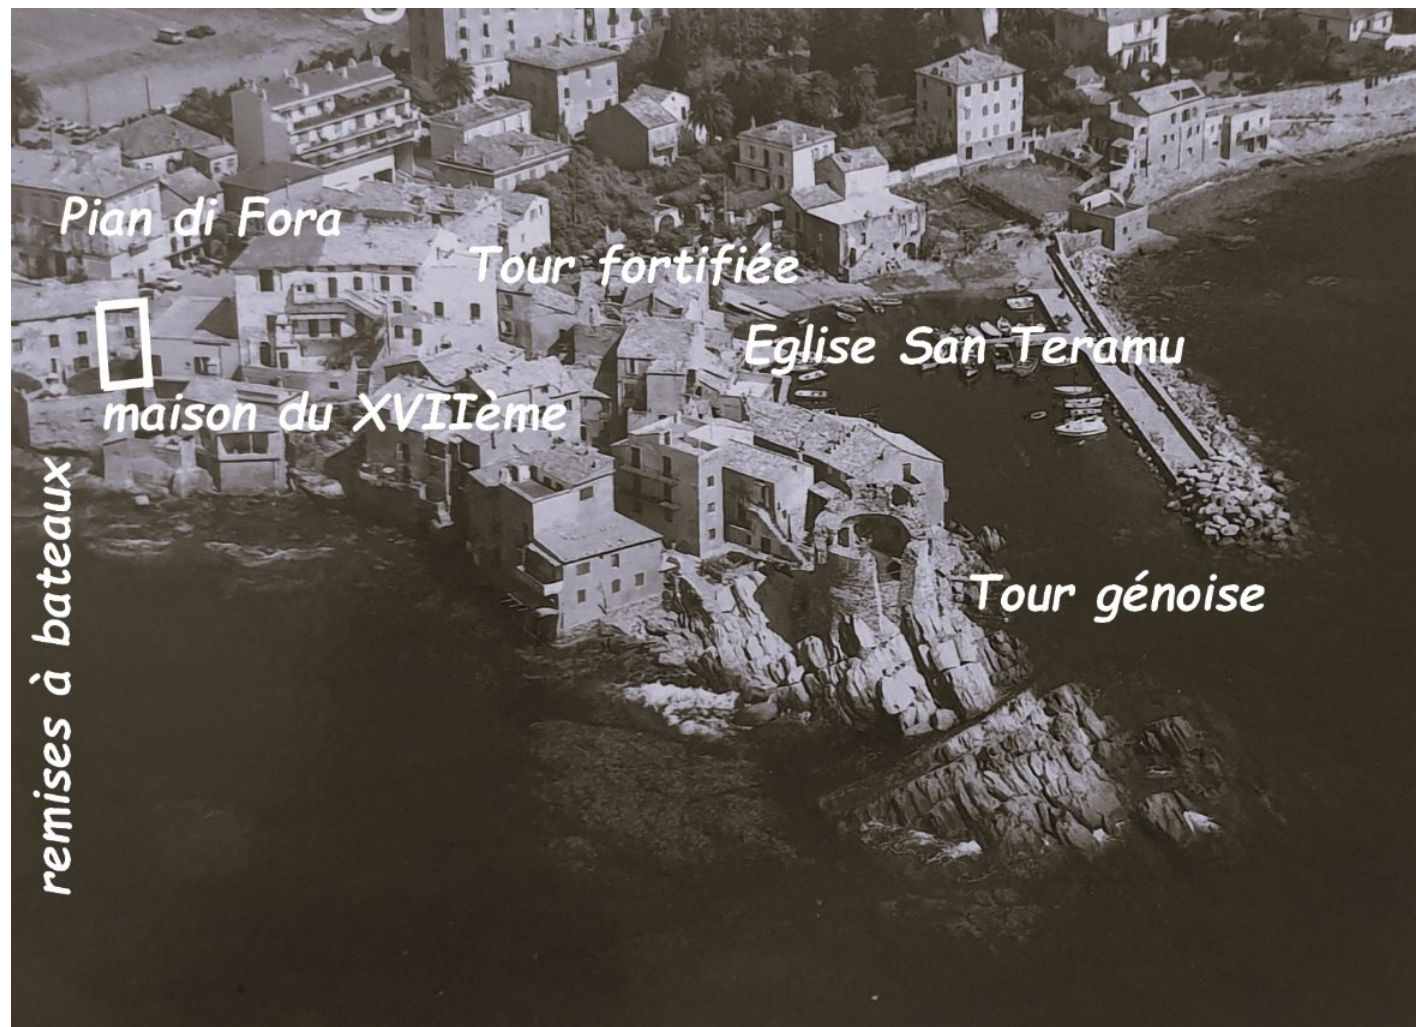 Pian di Fora
Tour fortifiée
Eglise San Teramu
maison du XVIIème
Tour génoise
remises à bateaux